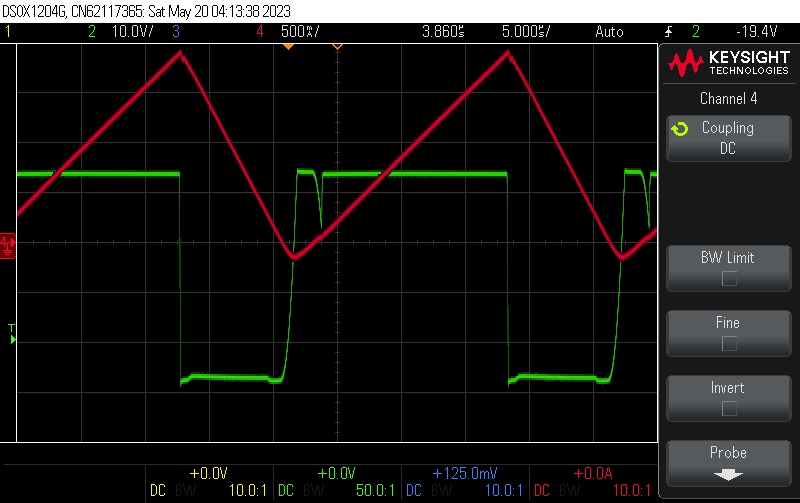 DSOX1204G, CN62117365: Sat May 20 04:13:38 2023
1 2 10.0V/ 3 4 500mA/ 3.860s 5.000s/ Auto 2 -19.4V
KEYSIGHT
TECHNOLOGIES
Channel 4
Coupling
DC
4
BW Limit
T
Fine
Invert
Probe
+0.0V +0.0V +125.0mV +0.0A
DC BW 10.0:1 DC BW 50.0:1 DC BW 10.0:1 DC BW 10.0:1